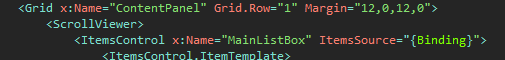 <Grid x:Name="ContentPanel" Grid.Row="1" Margin="12,0,12,0">
<ScrollViewer>
<ItemsControl x:Name="MainListBox" ItemsSource="{Binding}">
<ItemsControl.ItemTemplate>